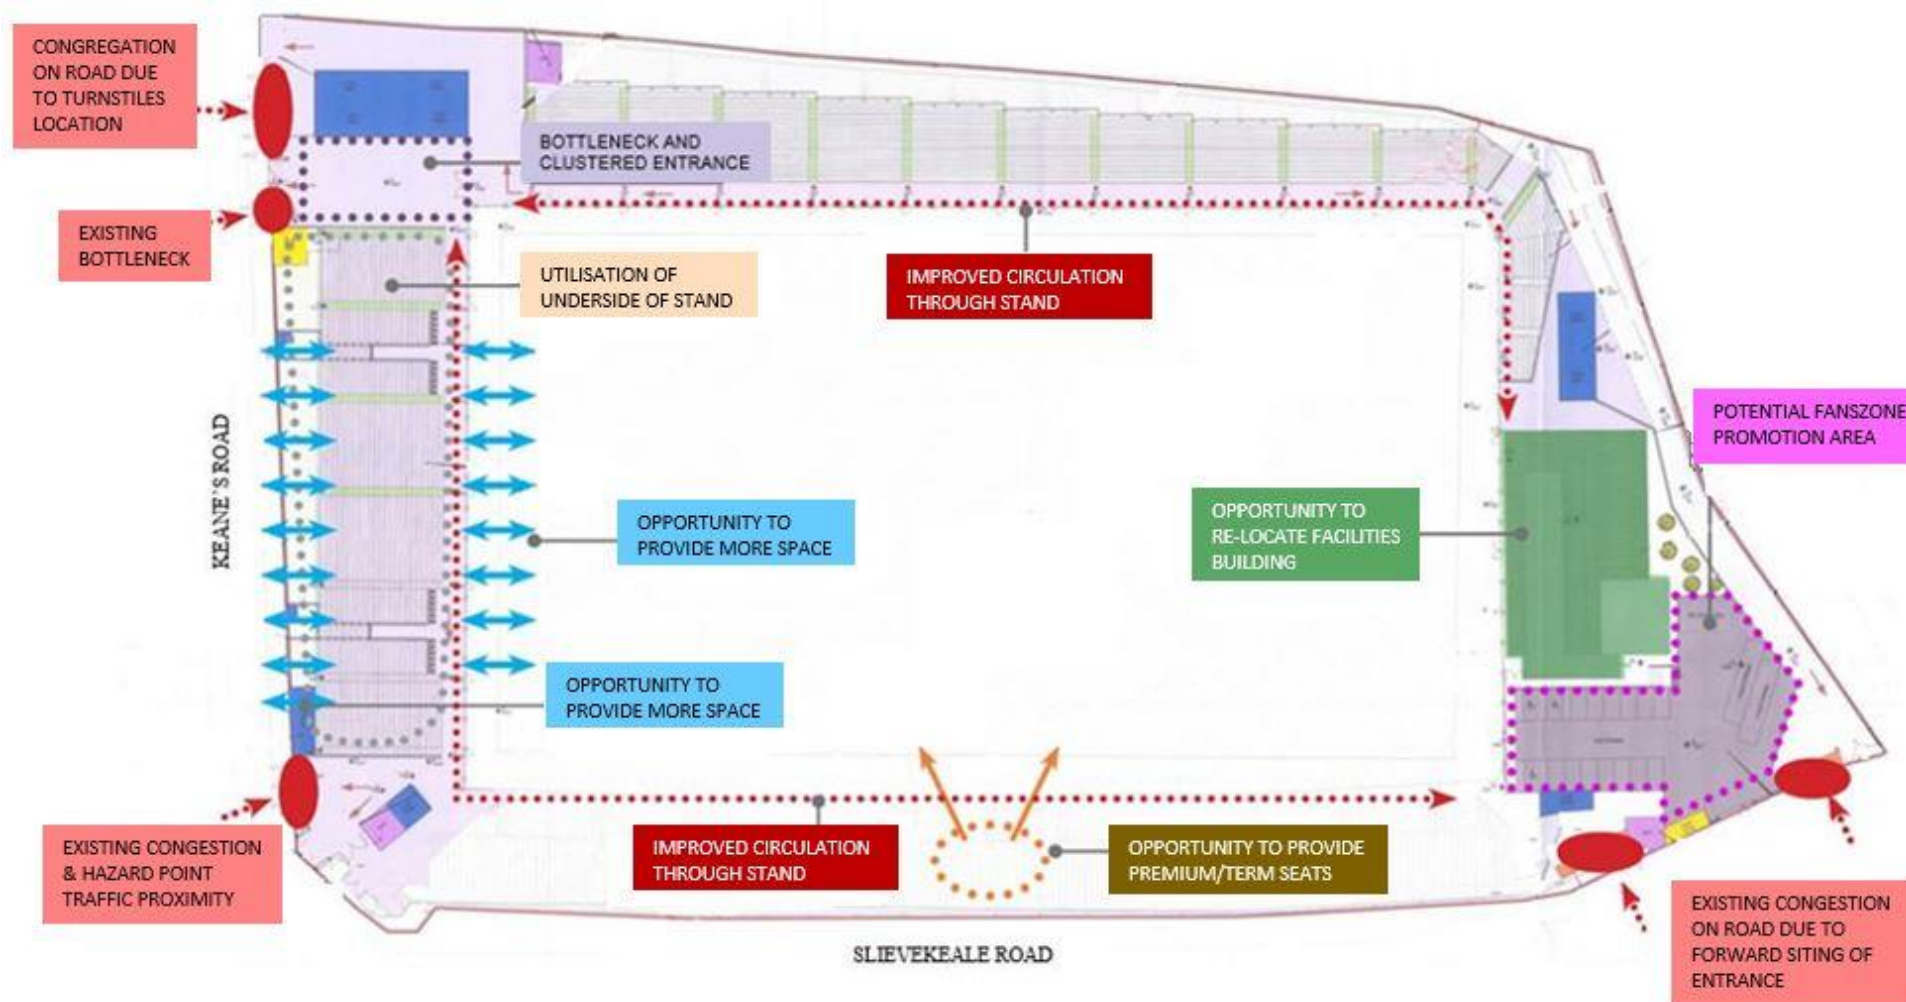 CONGREGATION
ON ROAD DUE
TO TURNSTILES
LOCATION
BOTTLENECK AND
CLUSTERED ENTRANCE
EXISTING
BOTTLENECK
UTILISATION OF
UNDERSIDE OF STAND
IMPROVED CIRCULATION
THROUGH STAND
POTENTIAL FANSZONE
PROMOTION AREA
KEANE'S ROAD
OPPORTUNITY TO
PROVIDE MORE SPACE
OPPORTUNITY TO
RE-LOCATE FACILITIES
BUILDING
OPPORTUNITY TO
PROVIDE MORE SPACE
EXISTING CONGESTION
& HAZARD POINT
TRAFFIC PROXIMITY
IMPROVED CIRCULATION
THROUGH STAND
OPPORTUNITY TO PROVIDE
PREMIUM/TERM SEATS
EXISTING CONGESTION
ON ROAD DUE TO
FORWARD SITING OF
ENTRANCE
SLIEVEKEALE ROAD